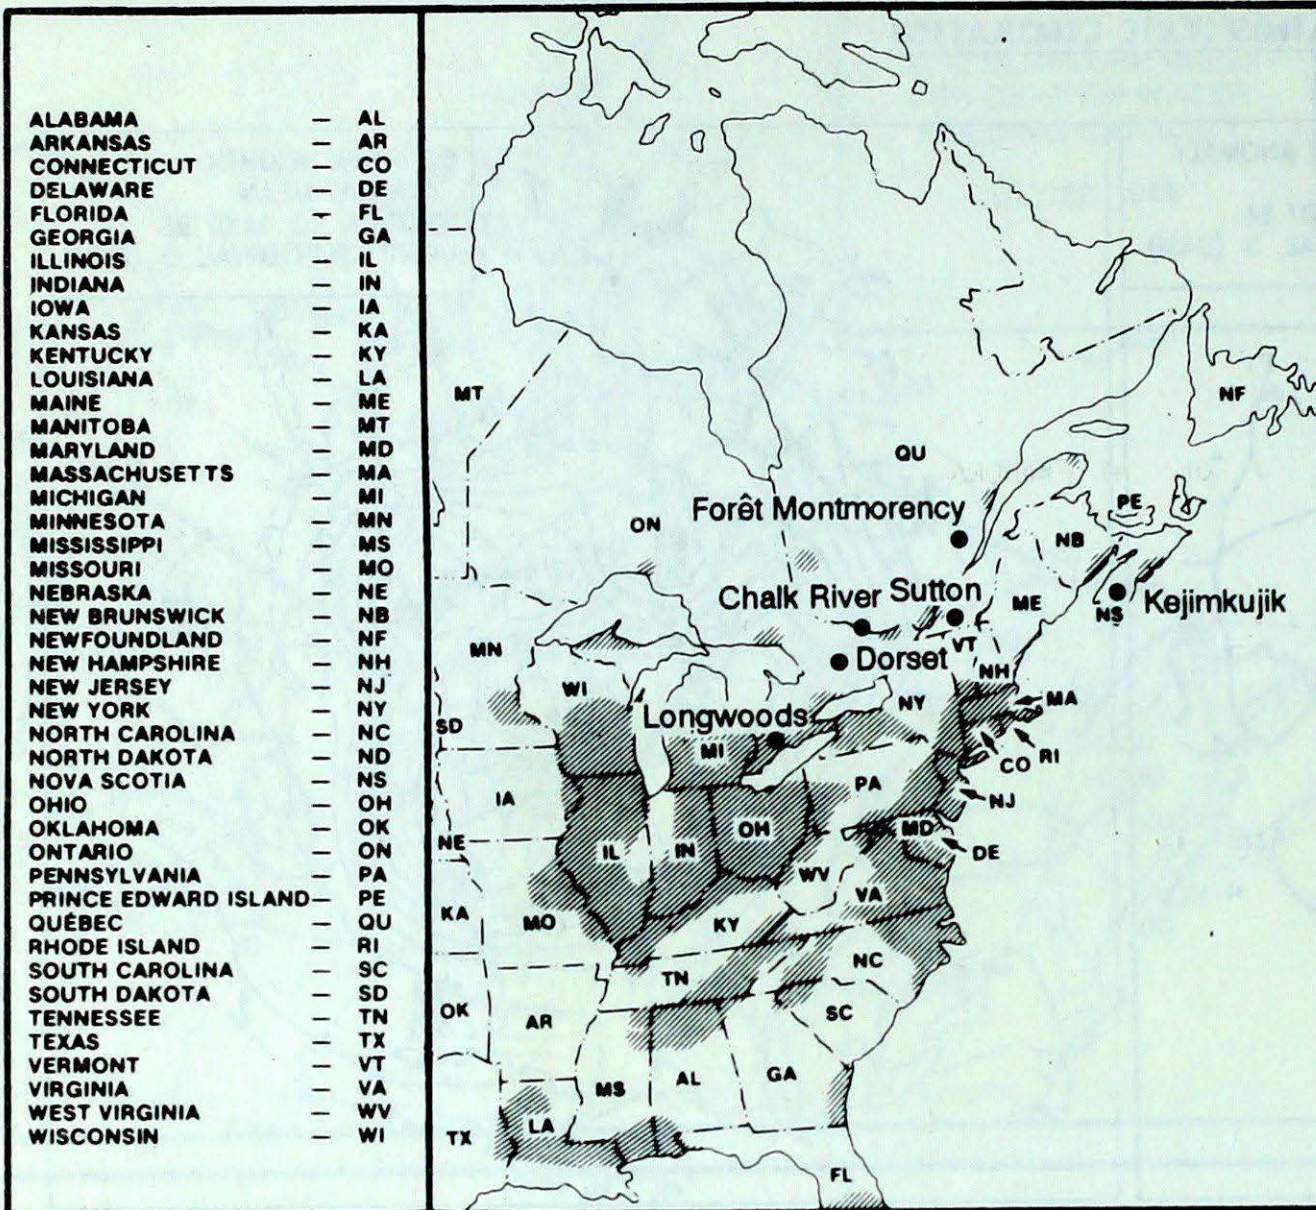 ALABAMA – AL
ARKANSAS – AR
CONNECTICUT – CO
DELAWARE – DE
FLORIDA – FL
GEORGIA – GA
ILLINOIS – IL
INDIANA – IN
IOWA – IA
KANSAS – KA
KENTUCKY – KY
LOUISIANA – LA
MAINE – ME
MANITOBA – MT
MARYLAND – MD
MASSACHUSETTS – MA
MICHIGAN – MI
MINNESOTA – MN
MISSISSIPPI – MS
MISSOURI – MO
NEBRASKA – NE
NEW BRUNSWICK – NB
NEWFOUNDLAND – NF
NEW HAMPSHIRE – NH
NEW JERSEY – NJ
NEW YORK – NY
NORTH CAROLINA – NC
NORTH DAKOTA – ND
NOVA SCOTIA – NS
OHIO – OH
OKLAHOMA – OK
ONTARIO – ON
PENNSYLVANIA – PA
PRINCE EDWARD ISLAND – PE
QUÉBEC – QU
RHODE ISLAND – RI
SOUTH CAROLINA – SC
SOUTH DAKOTA – SD
TENNESSEE – TN
TEXAS – TX
VERMONT – VT
VIRGINIA – VA
WEST VIRGINIA – WV
WISCONSIN – WI
MT
NF
QU
PE
ON
Forêt Montmorency
NB
Chalk River
Sutton
ME
NS
Kejimkujik
MN
VT
Dorset
NH
WI
NY
MA
SD
Longwoods
MI
RI
CO
IA
PA
NJ
NE
IL
IN
OH
MD
DE
WV
VA
KA
MO
KY
NC
TN
OK
AR
SC
MS
AL
GA
LA
TX
FL